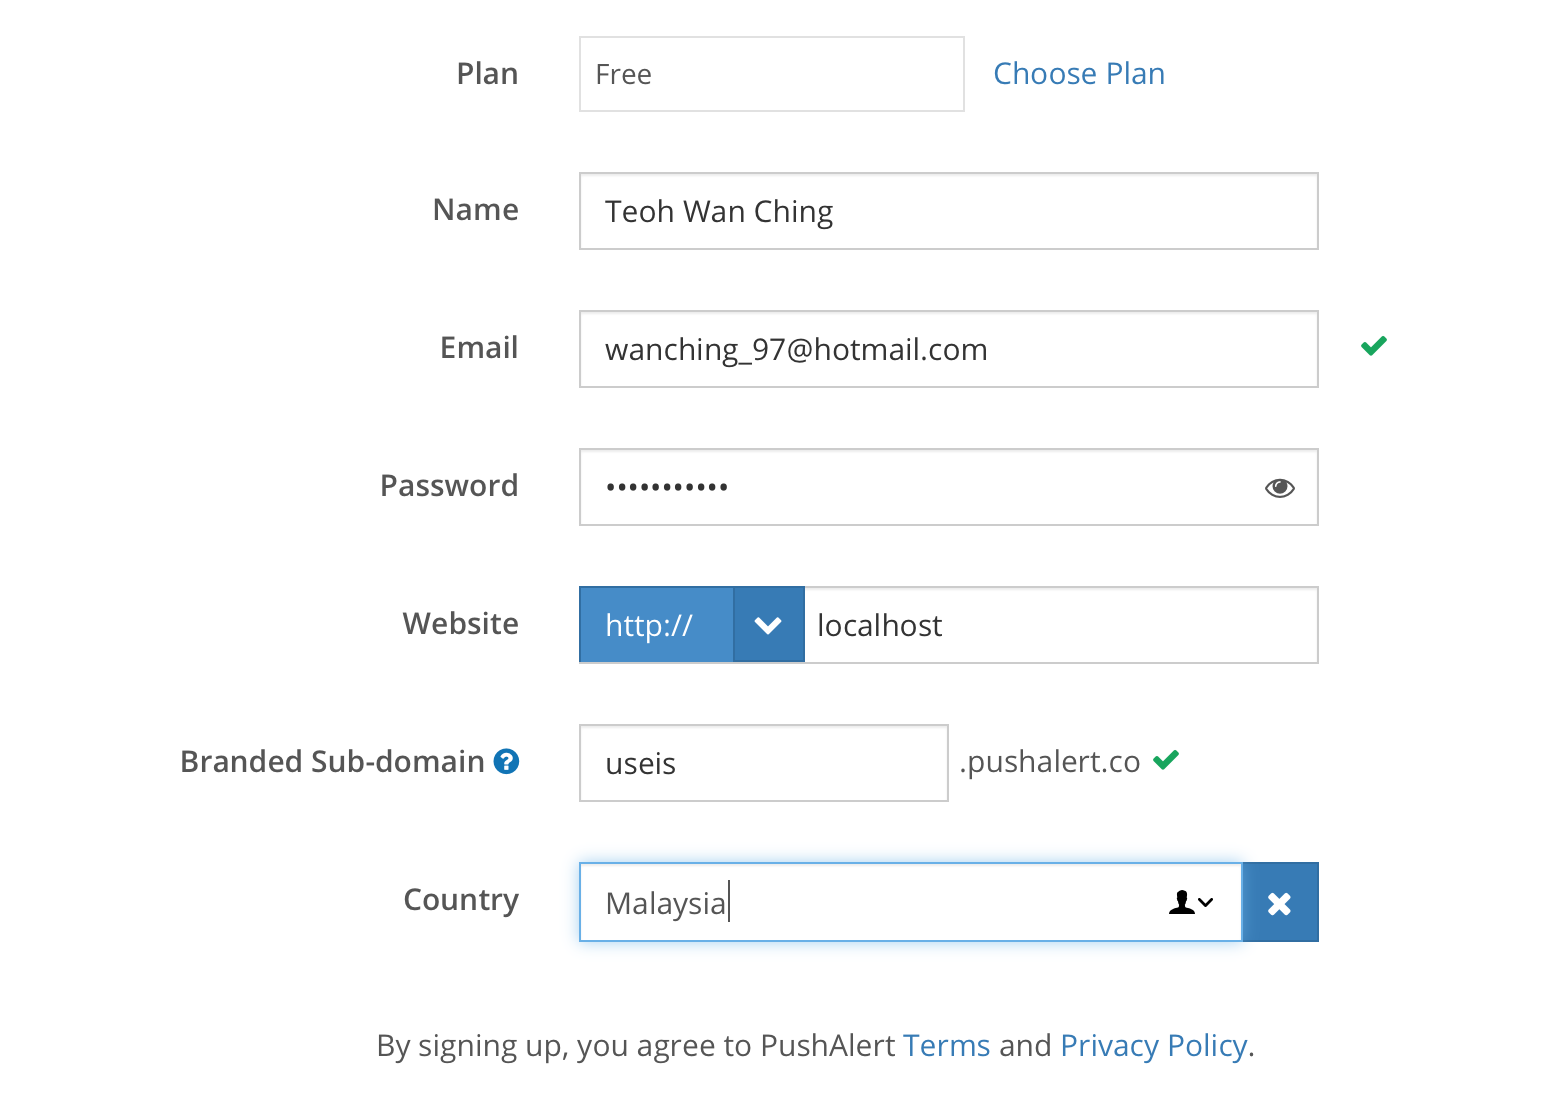 Plan Free Choose Plan
Name Teoh Wan Ching
Email wanching_97@hotmail.com
Password •••••••••••
Website http:// localhost
Branded Sub-domain ? useis .pushalert.co
Country Malaysia
By signing up, you agree to PushAlert Terms and Privacy Policy.